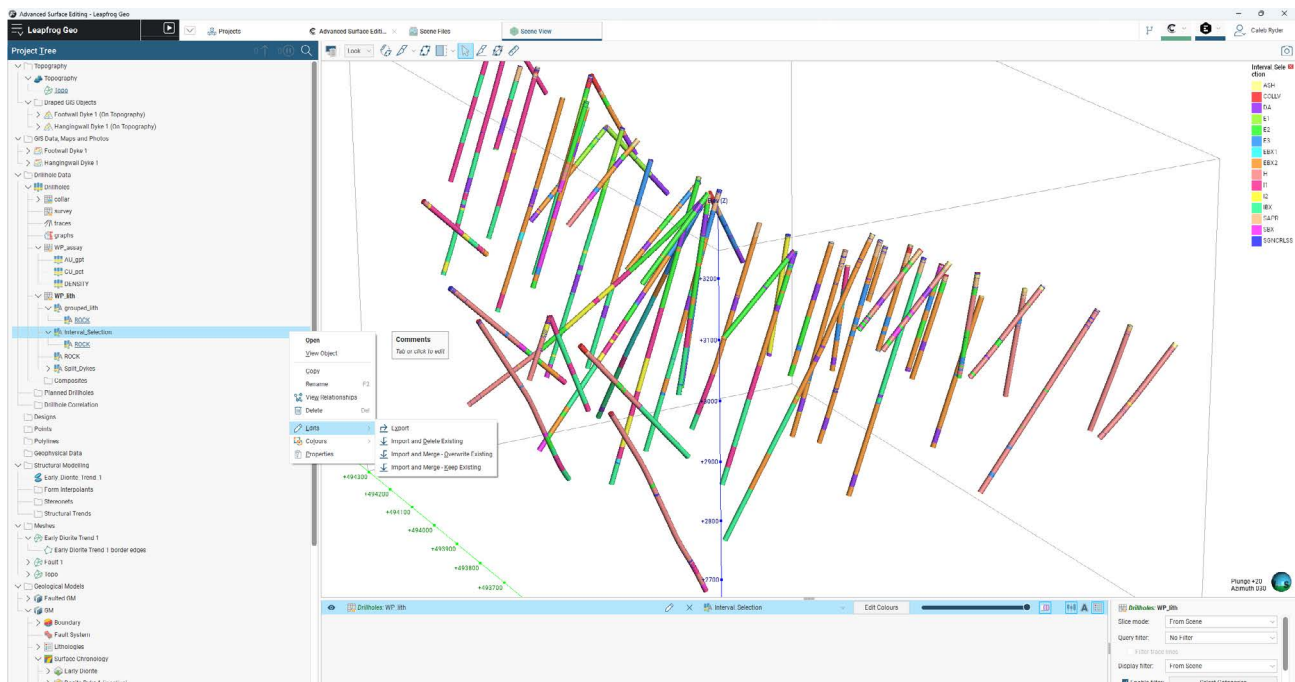 Advanced Surface Editing - Leapfrog Geo
Leapfrog Geo
Projects
Advanced Surface Editi...
Scene Files
Scene View
Caleb Ryder
Project Tree
Look
Topography
Topography
Topo
Draped GIS Objects
Footwall Dyke 1 (On Topography)
Hangingwall Dyke 1 (On Topography)
GIS Data, Maps and Photos
Footwall Dyke 1
Hangingwall Dyke 1
Drillhole Data
Drillholes
collar
survey
traces
graphs
WP_assay
AU_gpt
CU_pct
DENSITY
WP_lith
grouped_lith
ROCK
Interval_Selection
ROCK
ROCK
Split_Dykes
Composites
Planned Drillholes
Drillhole Correlation
Designs
Points
Polylines
Geophysical Data
Structural Modelling
Early_Diorite_Trend_1
Form Interpolants
Stereonets
Structural Trends
Meshes
Early Diorite Trend 1
Early Diorite Trend 1 border edges
Fault 1
Topo
Geological Models
Faulted GM
GM
Boundary
Fault System
Lithologies
Surface Chronology
Early Diorite
Open
View Object
Copy
Rename F2
View Relationships
Delete Del
Edits
Colours
Properties
Comments
Tab or click to edit
Export
Import and Delete Existing
Import and Merge - Overwrite Existing
Import and Merge - Keep Existing
Elev (Z)
+3200
+3100
+3000
+2900
+2800
+2700
+494300
+494200
+494100
+494000
+493900
+493800
+493700
Interval Sele
ction
ASH
COLLV
DA
E1
E2
E3
EBX1
EBX2
H
I1
I2
IBX
SAPR
SBX
SGNCRLSS
Plunge +20
Azimuth 030
Drillholes: WP_lith
Interval Selection
Edit Colours
A
Drillholes: WP_lith
Slice mode: From Scene
Query filter: No Filter
Filter trace lines
Display filter: From Scene